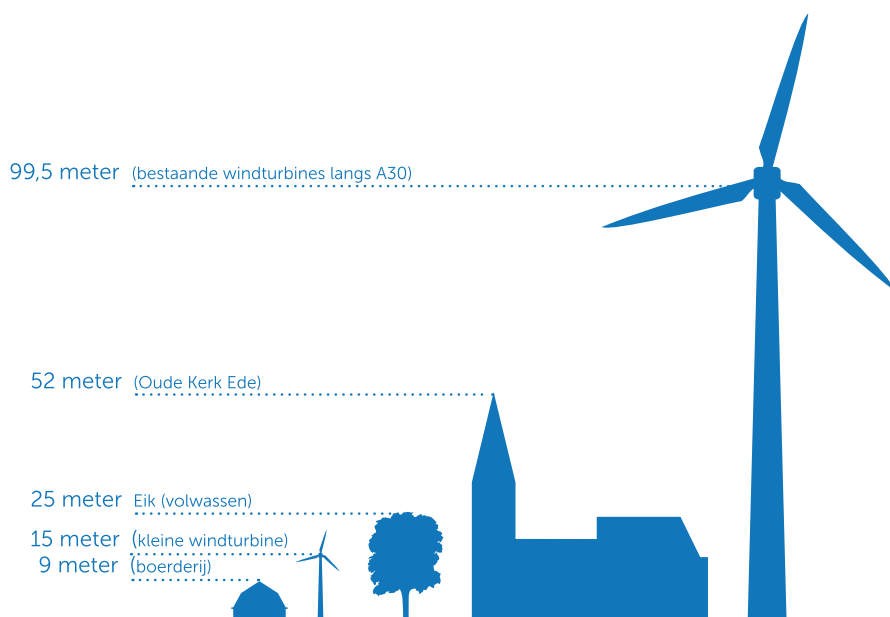 99,5 meter (bestaande windturbines langs A30)
52 meter (Oude Kerk Ede)
25 meter Eik (volwassen)
15 meter (kleine windturbine)
9 meter (boerderij)